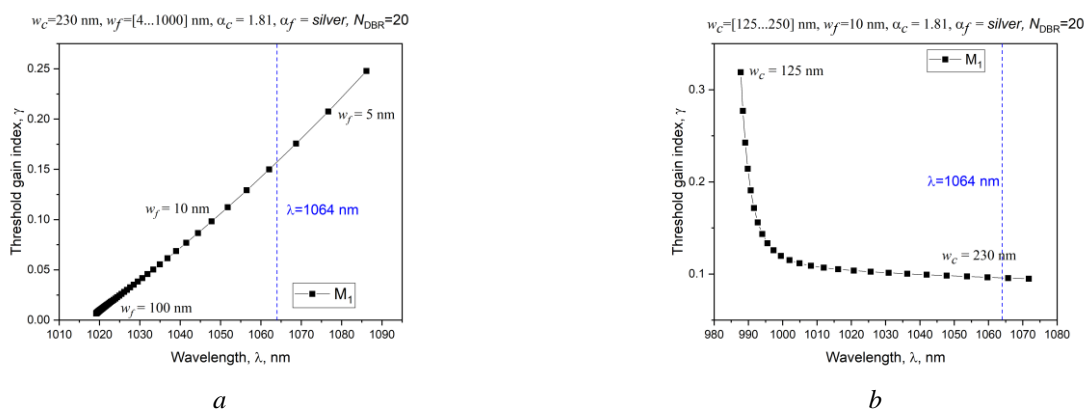 w_c=230 nm, w_f=[4...1000] nm, α_c = 1.81, α_f = silver, N_DBR=20
Threshold gain index, γ
0.25
0.20
0.15
0.10
0.05
0.00
w_f = 5 nm
w_f = 10 nm
λ=1064 nm
w_f = 100 nm
M₁
1010 1020 1030 1040 1050 1060 1070 1080 1090
Wavelength, λ, nm
a
w_c=[125...250] nm, w_f=10 nm, α_c = 1.81, α_f = silver, N_DBR=20
Threshold gain index, γ
0.3
0.2
0.1
M₁
w_c = 125 nm
λ=1064 nm
w_c = 230 nm
980 990 1000 1010 1020 1030 1040 1050 1060 1070 1080
Wavelength, λ, nm
b